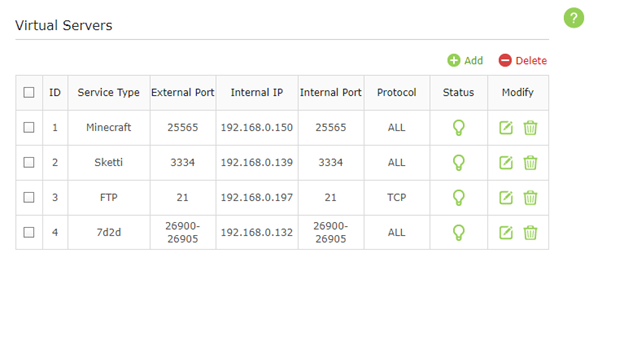 Virtual Servers
?
Add Delete
ID Service Type External Port Internal IP Internal Port Protocol Status Modify
1 Minecraft 25565 192.168.0.150 25565 ALL
2 Sketti 3334 192.168.0.139 3334 ALL
3 FTP 21 192.168.0.197 21 TCP
4 7d2d 26900-26905 192.168.0.132 26900-26905 ALL